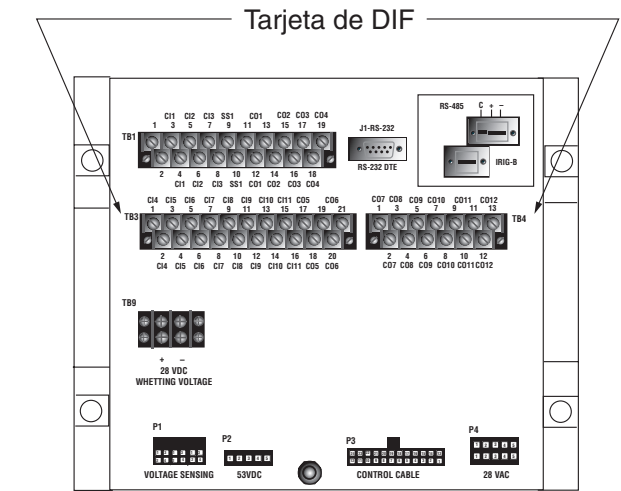 Tarjeta de DIF
RS-485 C + –
CI1 CI2 CI3 SS1 CO1 CO2 CO3 CO4
1 3 5 7 9 11 13 15 17 19
J1-RS-232
TB1
IRIG-B
RS-232 DTE
2 4 6 8 10 12 14 16 18
CI1 CI2 CI3 SS1 CO1 CO2 CO3 CO4
CI4 CI5 CI6 CI7 CI8 CI9 CI10 CI11 CO5 CO6
1 3 5 7 9 11 13 15 17 19 21
CO7 CO8 CO9 CO10 CO11 CO12
1 3 5 7 9 11 13
TB3
TB4
2 4 6 8 10 12 14 16 18 20
CI4 CI5 CI6 CI7 CI8 CI9 CI10 CI11 CO5 CO6
2 4 6 8 10 12
CO7 CO8 CO9 CO10 CO11 CO12
TB9
+ –
28 VDC
WHETTING VOLTAGE
P1
P2
P3
P4
VOLTAGE SENSING
53VDC
CONTROL CABLE
28 VAC